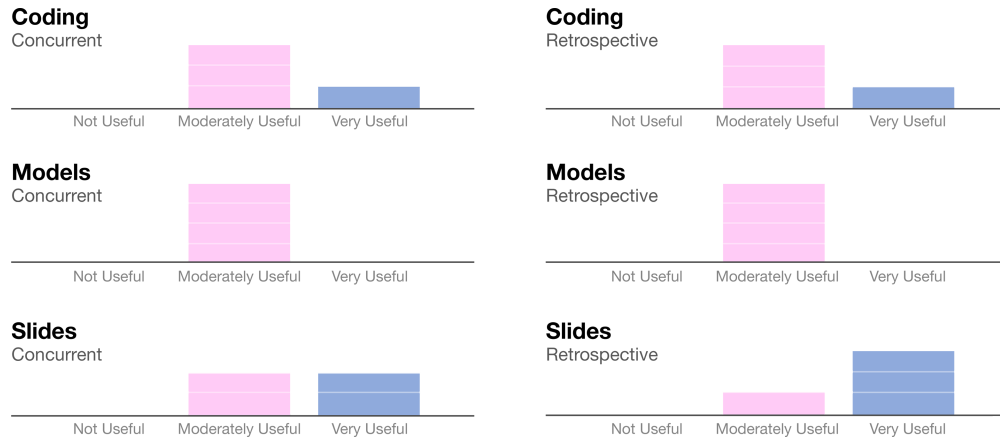 Coding
Concurrent
Not Useful Moderately Useful Very Useful
Coding
Retrospective
Not Useful Moderately Useful Very Useful
Models
Concurrent
Not Useful Moderately Useful Very Useful
Models
Retrospective
Not Useful Moderately Useful Very Useful
Slides
Concurrent
Not Useful Moderately Useful Very Useful
Slides
Retrospective
Not Useful Moderately Useful Very Useful